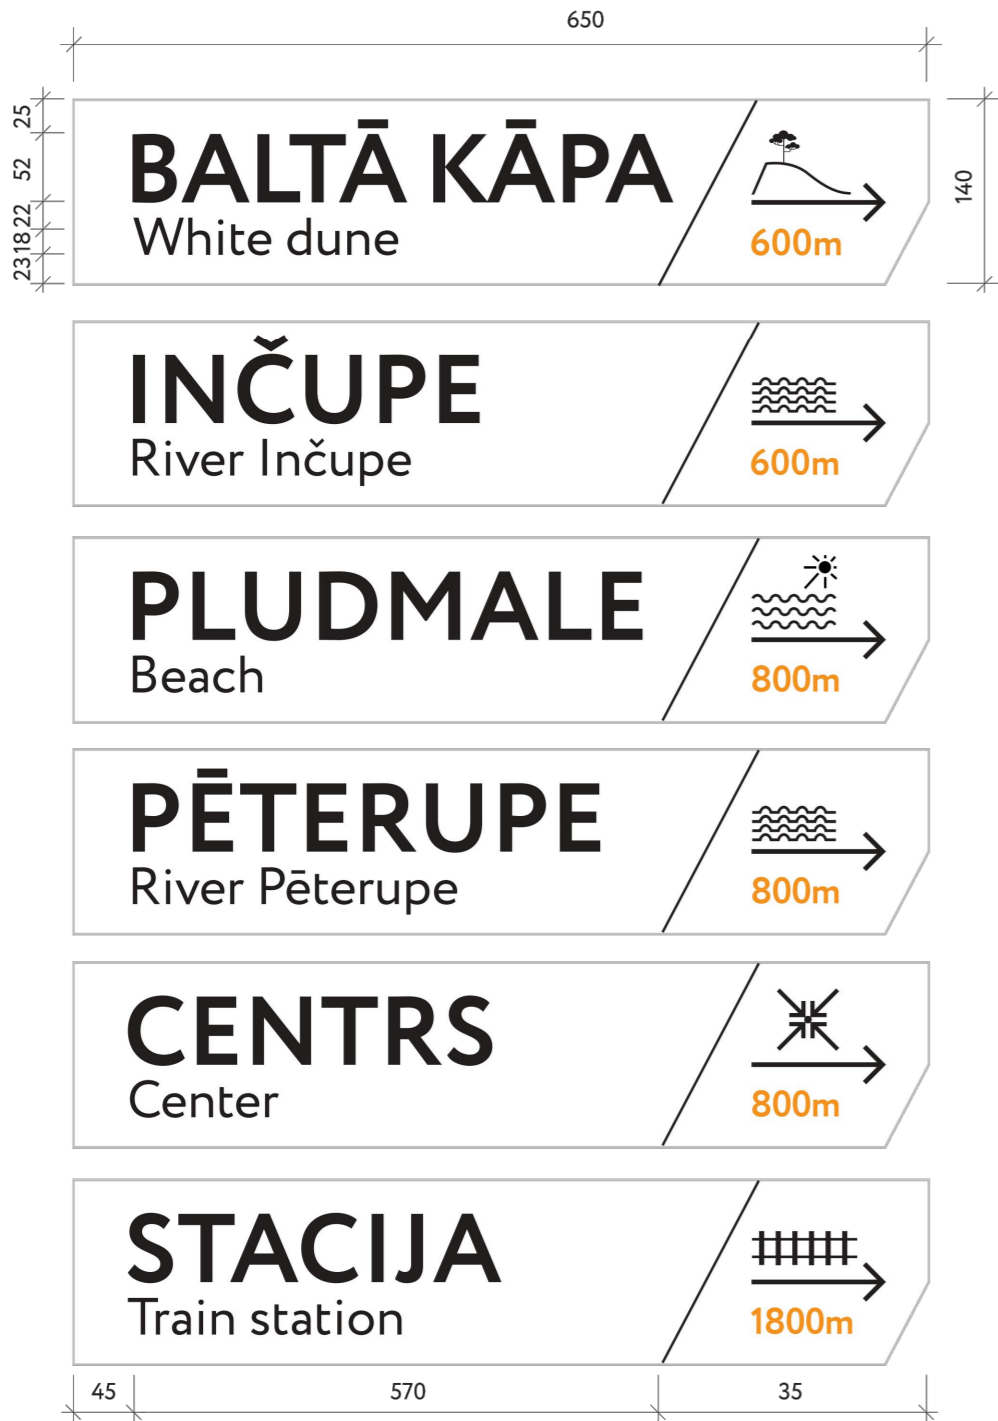 650
25
52
22
18
23
140
BALTĀ KĀPA
White dune
600m
INČUPE
River Inčupe
600m
PLUDMALE
Beach
800m
PĒTERUPE
River Pēterupe
800m
CENTRS
Center
800m
STACIJA
Train station
1800m
45
570
35